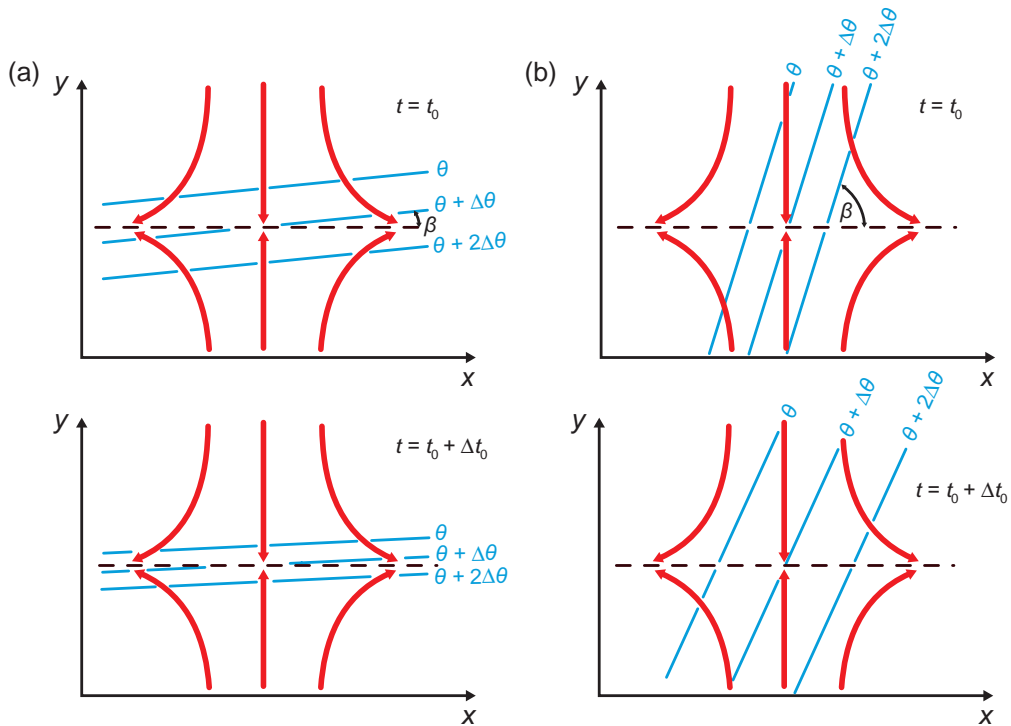 (a)
y
t = t₀
θ
θ + Δθ
β
θ + 2Δθ
x
(b)
y
θ
θ + Δθ
θ + 2Δθ
t = t₀
β
x
y
t = t₀ + Δt₀
θ
θ + Δθ
θ + 2Δθ
x
y
θ
θ + Δθ
θ + 2Δθ
t = t₀ + Δt₀
x